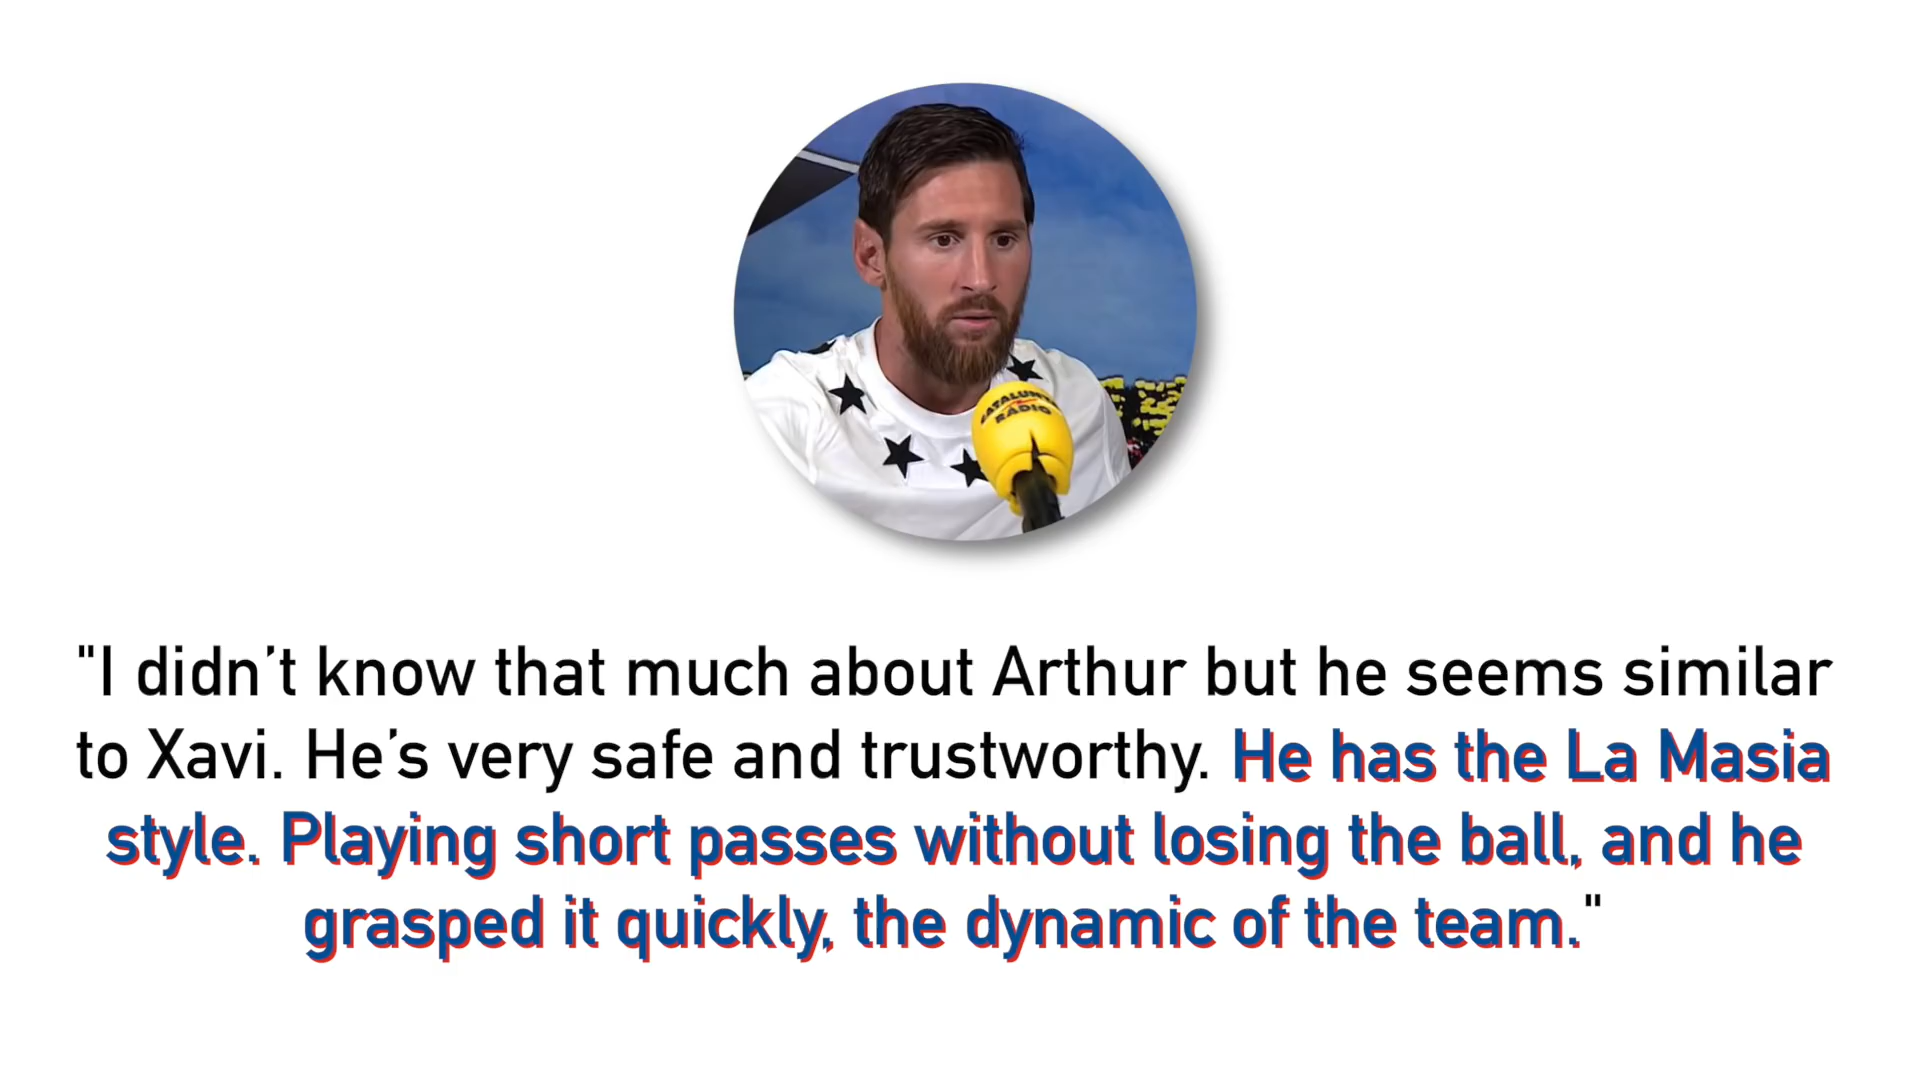 CATALUNYA
RÀDIO
"I didn’t know that much about Arthur but he seems similar
to Xavi. He’s very safe and trustworthy. He has the La Masia
style. Playing short passes without losing the ball, and he
grasped it quickly, the dynamic of the team."